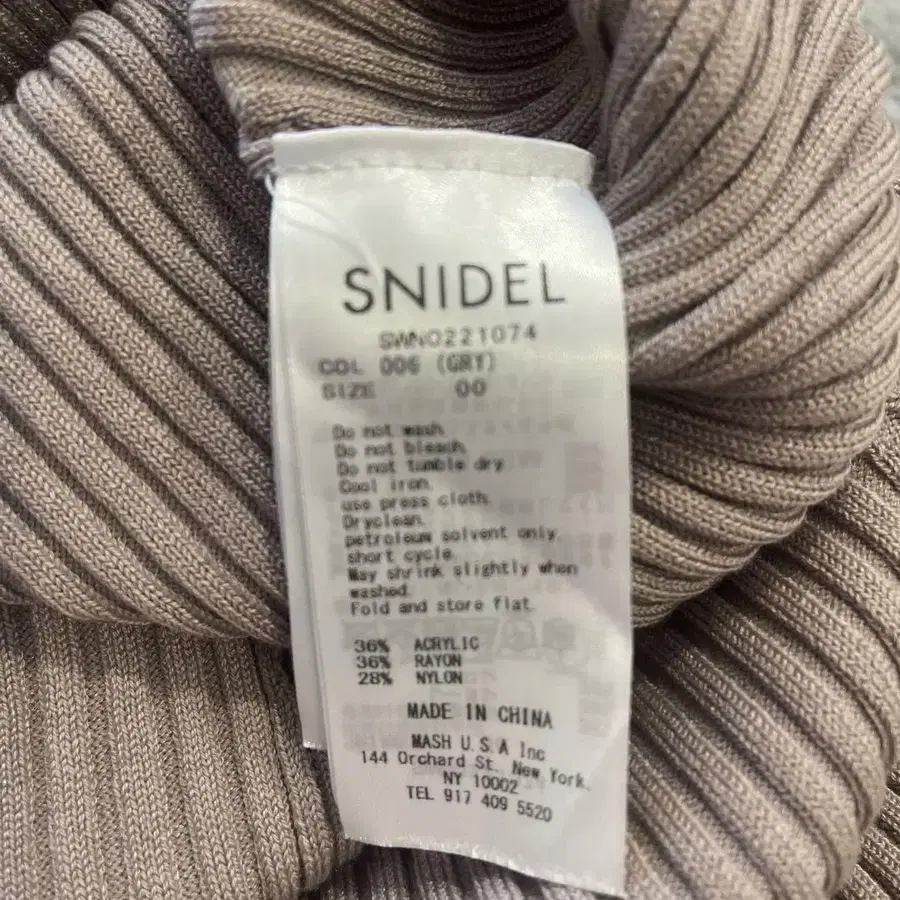 SNIDEL
SWNO221074
COL 006 (GRY)
SIZE 00
Do not wash.
Do not bleach.
Do not tumble dry
Cool iron.
use press cloth.
Dryclean.
petroleum solvent only.
short cycle.
May shrink slightly when
washed.
Fold and store flat.
36% ACRYLIC
36% RAYON
28% NYLON
MADE IN CHINA
MASH U.S.A Inc
144 Orchard St. New York.
NY 10002
TEL 917 409 5520